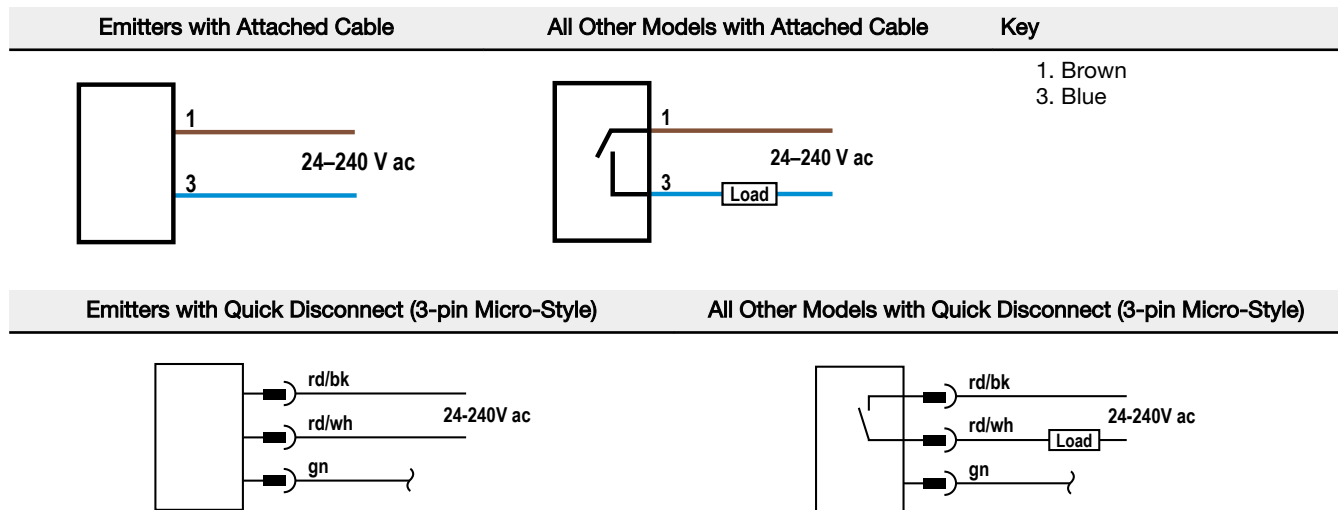 Emitters with Attached Cable
All Other Models with Attached Cable
Key
1
24–240 V ac
3
1
24–240 V ac
3
Load
1. Brown
3. Blue
Emitters with Quick Disconnect (3-pin Micro-Style)
All Other Models with Quick Disconnect (3-pin Micro-Style)
rd/bk
24-240V ac
rd/wh
gn
rd/bk
24-240V ac
rd/wh
Load
gn